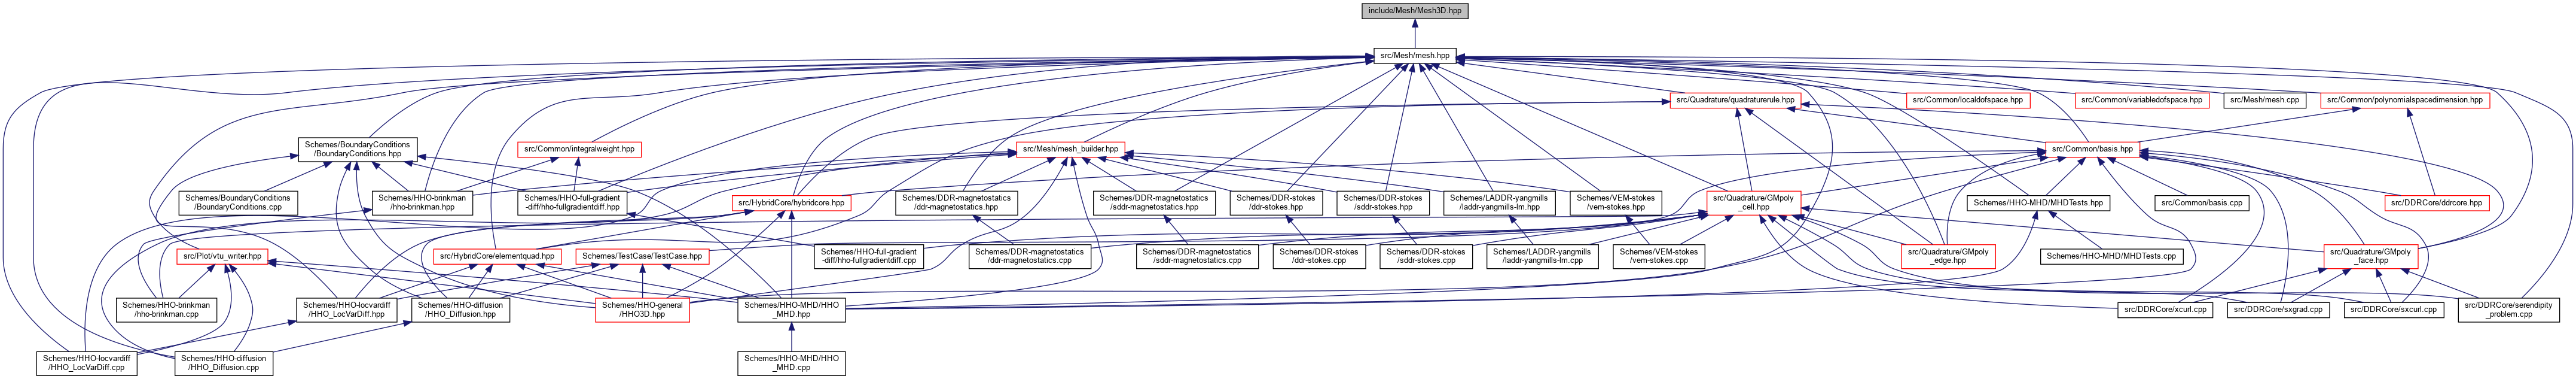 include/Mesh/Mesh3D.hpp
src/Mesh/mesh.hpp
src/Quadrature/quadraturerule.hpp
src/Common/localdofspace.hpp
src/Common/variabledofspace.hpp
src/Mesh/mesh.cpp
src/Common/polynomialspacedimension.hpp
Schemes/BoundaryConditions
/BoundaryConditions.hpp
src/Common/integralweight.hpp
src/Mesh/mesh_builder.hpp
src/Common/basis.hpp
Schemes/BoundaryConditions
/BoundaryConditions.cpp
Schemes/HHO-brinkman
/hho-brinkman.hpp
Schemes/HHO-full-gradient
-diff/hho-fullgradientdiff.hpp
src/HybridCore/hybridcore.hpp
Schemes/DDR-magnetostatics
/ddr-magnetostatics.hpp
Schemes/DDR-magnetostatics
/sddr-magnetostatics.hpp
Schemes/DDR-stokes
/ddr-stokes.hpp
Schemes/DDR-stokes
/sddr-stokes.hpp
Schemes/LADDR-yangmills
/laddr-yangmills-lm.hpp
Schemes/VEM-stokes
/vem-stokes.hpp
src/Quadrature/GMpoly
_cell.hpp
Schemes/HHO-MHD/MHDTests.hpp
src/Common/basis.cpp
src/DDRCore/ddrcore.hpp
src/Plot/vtu_writer.hpp
src/HybridCore/elementquad.hpp
Schemes/TestCase/TestCase.hpp
Schemes/HHO-full-gradient
-diff/hho-fullgradientdiff.cpp
Schemes/DDR-magnetostatics
/ddr-magnetostatics.cpp
Schemes/DDR-magnetostatics
/sddr-magnetostatics.cpp
Schemes/DDR-stokes
/ddr-stokes.cpp
Schemes/DDR-stokes
/sddr-stokes.cpp
Schemes/LADDR-yangmills
/laddr-yangmills-lm.cpp
Schemes/VEM-stokes
/vem-stokes.cpp
src/Quadrature/GMpoly
_edge.hpp
Schemes/HHO-MHD/MHDTests.cpp
src/Quadrature/GMpoly
_face.hpp
Schemes/HHO-brinkman
/hho-brinkman.cpp
Schemes/HHO-locvardiff
/HHO_LocVarDiff.hpp
Schemes/HHO-diffusion
/HHO_Diffusion.hpp
Schemes/HHO-general
/HHO3D.hpp
Schemes/HHO-MHD/HHO
_MHD.hpp
src/DDRCore/xcurl.cpp
src/DDRCore/sxgrad.cpp
src/DDRCore/sxcurl.cpp
src/DDRCore/serendipity
_problem.cpp
Schemes/HHO-locvardiff
/HHO_LocVarDiff.cpp
Schemes/HHO-diffusion
/HHO_Diffusion.cpp
Schemes/HHO-MHD/HHO
_MHD.cpp